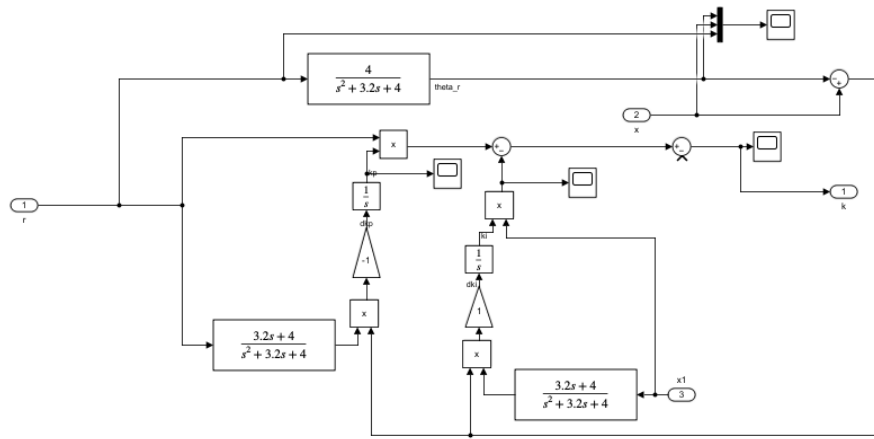 4
s² + 3.2s + 4
theta_r
2
x
x
kp
1
s
dkp
-1
x
3.2s + 4
s² + 3.2s + 4
1
r
+
-
+
-
-
+
x
ki
1
s
dki
1
x
3.2s + 4
s² + 3.2s + 4
x1
3
1
k